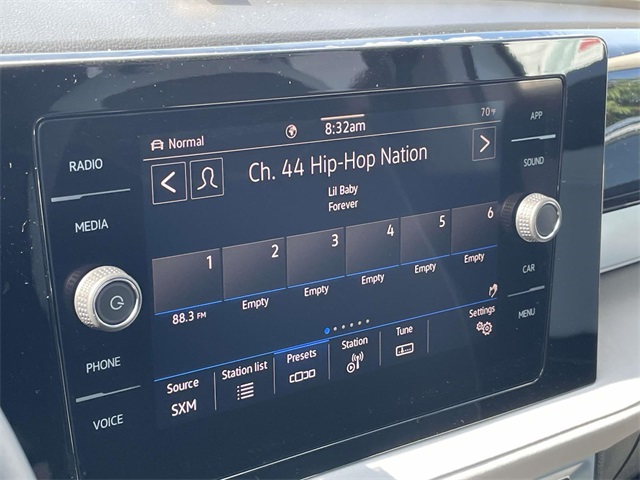 RADIO
MEDIA
PHONE
VOICE
Normal
8:32am
70 °F
Ch. 44 Hip-Hop Nation
Lil Baby
Forever
1
2
3
4
5
6
88.3 FM
Empty
Empty
Empty
Empty
Empty
Source
SXM
Station list
Presets
Station
Tune
Settings
APP
SOUND
CAR
MENU